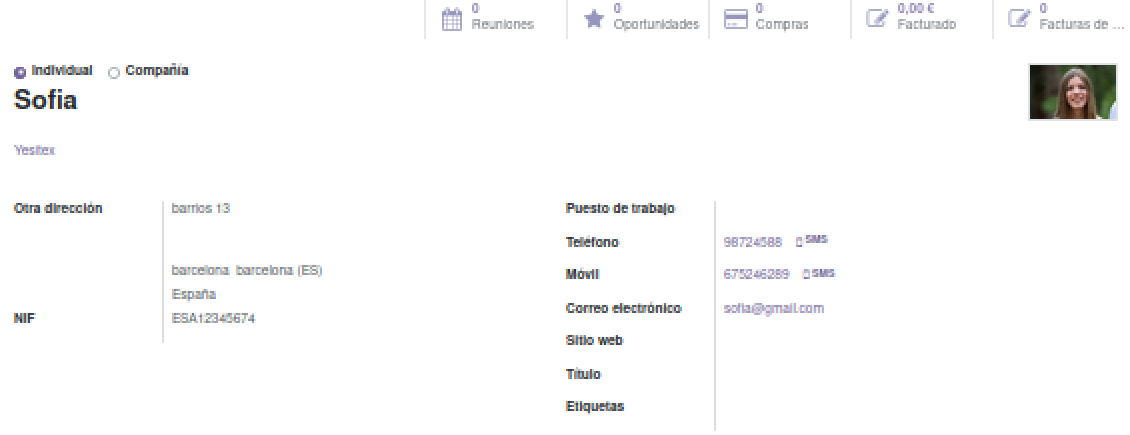 0
Reuniones
0
Oportunidades
0
Compras
0,00 €
Facturado
0
Facturas de ...
Individual
Compañía
Sofia
Yesitex
Otra dirección
barrios 13
barcelona barcelona (ES)
España
NIF
ESA12345674
Puesto de trabajo
Teléfono
98724588 SMS
Móvil
675246289 SMS
Correo electrónico
sofia@gmail.com
Sitio web
Título
Etiquetas